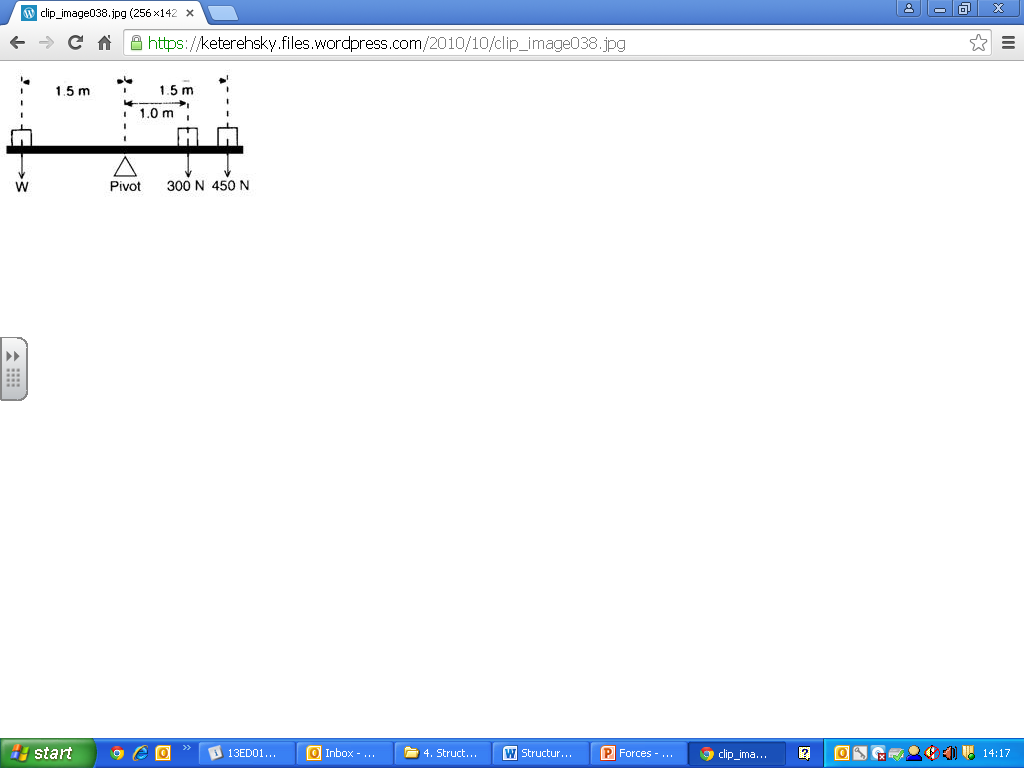 clip_image038.jpg (256×142
https://keterehsky.files.wordpress.com/2010/10/clip_image038.jpg
1.5 m 1.5 m
1.0 m
W Pivot 300 N 450 N
start 13ED01... Inbox - ... 4. Struct... Structur... Forces - ... clip_ima... 14:17